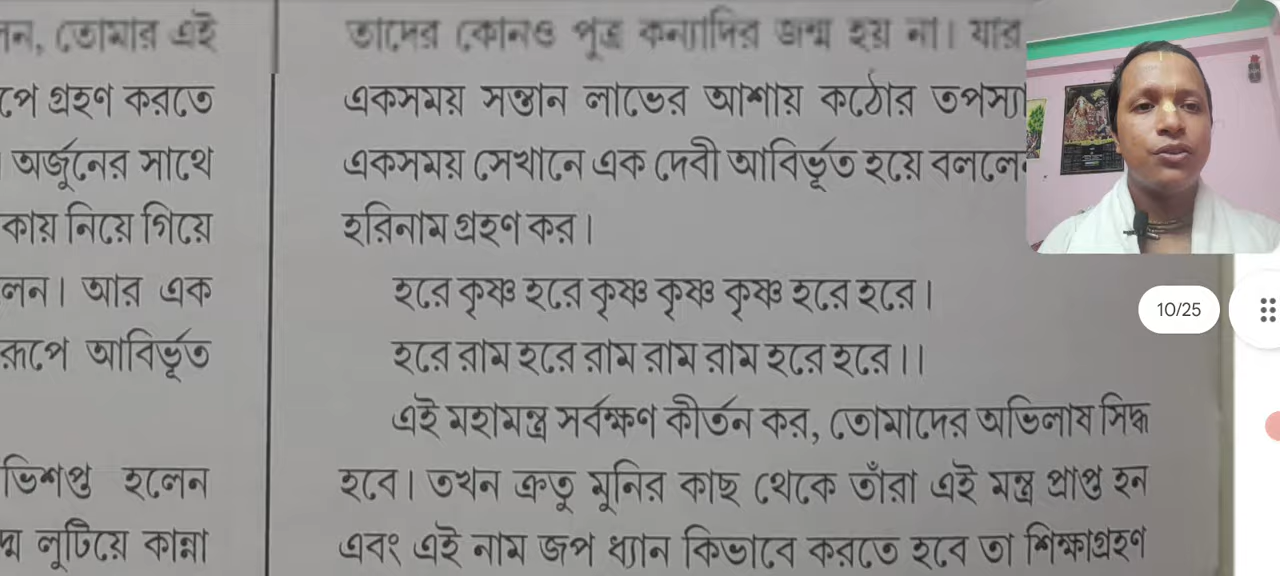 তোমার এই
পে গ্রহণ করতে
অর্জুনের সাথে
কায় নিয়ে গিয়ে
লেন। আর এক
রূপে আবির্ভূত
ভিশপ্ত হলেন
লুটিয়ে কান্না
তাদের কোনও পুত্র কন্যাদির জন্ম হয় না। যার
একসময় সন্তান লাভের আশায় কঠোর তপস্যা
একসময় সেখানে এক দেবী আবির্ভূত হয়ে বললেন
হরিনাম গ্রহণ কর।
হরে কৃষ্ণ হরে কৃষ্ণ কৃষ্ণ কৃষ্ণ হরে হরে।
হরে রাম হরে রাম রাম রাম হরে হরে।।
এই মহামন্ত্র সর্বক্ষণ কীর্তন কর, তোমাদের অভিলাষ সিদ্ধ
হবে। তখন ক্রতু মুনির কাছ থেকে তাঁরা এই মন্ত্র প্রাপ্ত হন
এবং এই নাম জপ ধ্যান কিভাবে করতে হবে তা শিক্ষাগ্রহণ
10/25